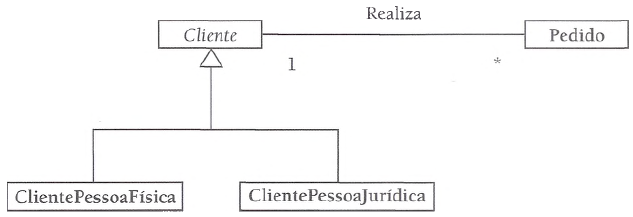 Realiza
Cliente
Pedido
1
*
ClientePessoaFísica
ClientePessoaJurídica